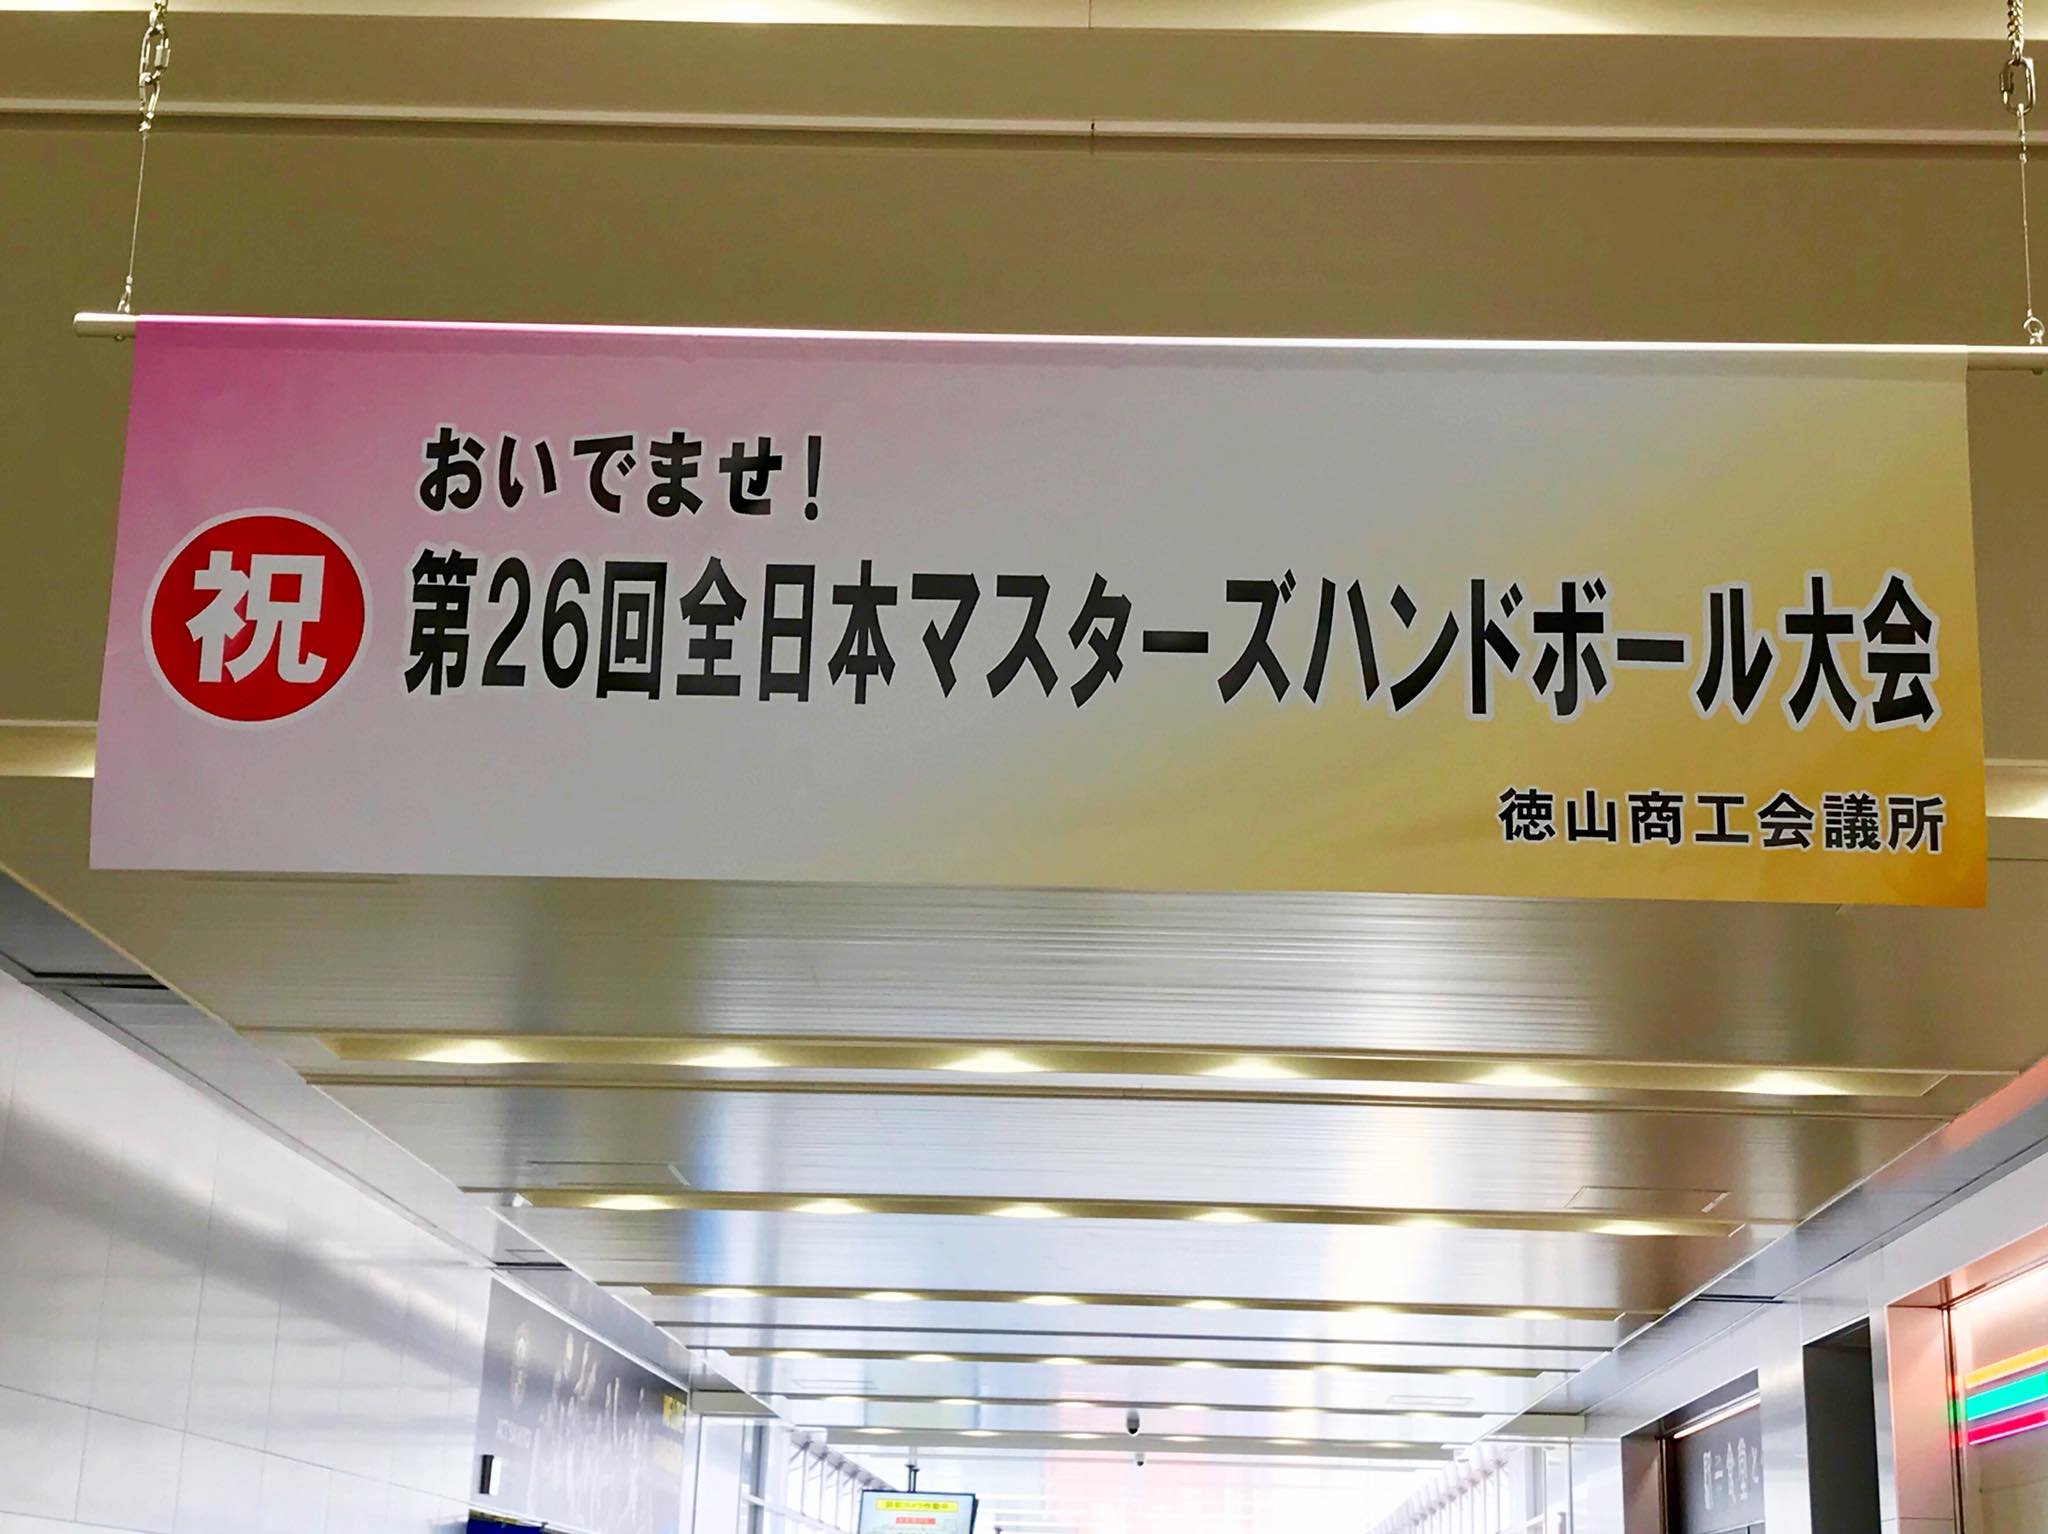 おいでませ!
祝
第26回全日本マスターズハンドボール大会
徳山商工会議所